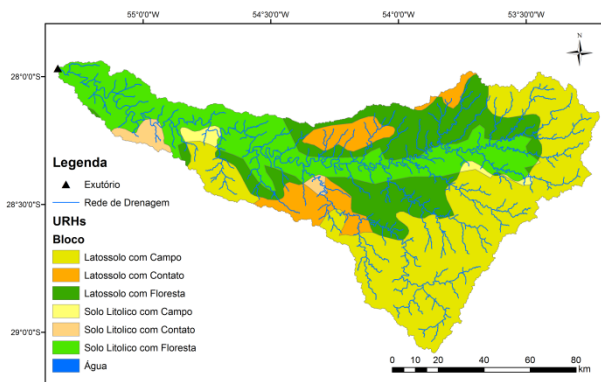 55°0'0"W 54°30'0"W 54°0'0"W 53°30'0"W
N
28°0'0"S
28°30'0"S
29°0'0"S
Legenda
Exutório
Rede de Drenagem
URHs
Bloco
Latossolo com Campo
Latossolo com Contato
Latossolo com Floresta
Solo Litolico com Campo
Solo Litolico com Contato
Solo Litolico com Floresta
Água
0 10 20 40 60 80
km